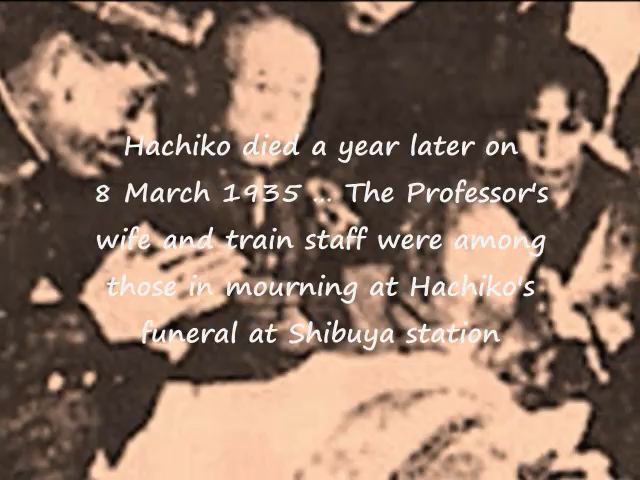 Hachiko died a year later on
8 March 1935 ... The Professor's
wife and train staff were among
those in mourning at Hachiko's
funeral at Shibuya station